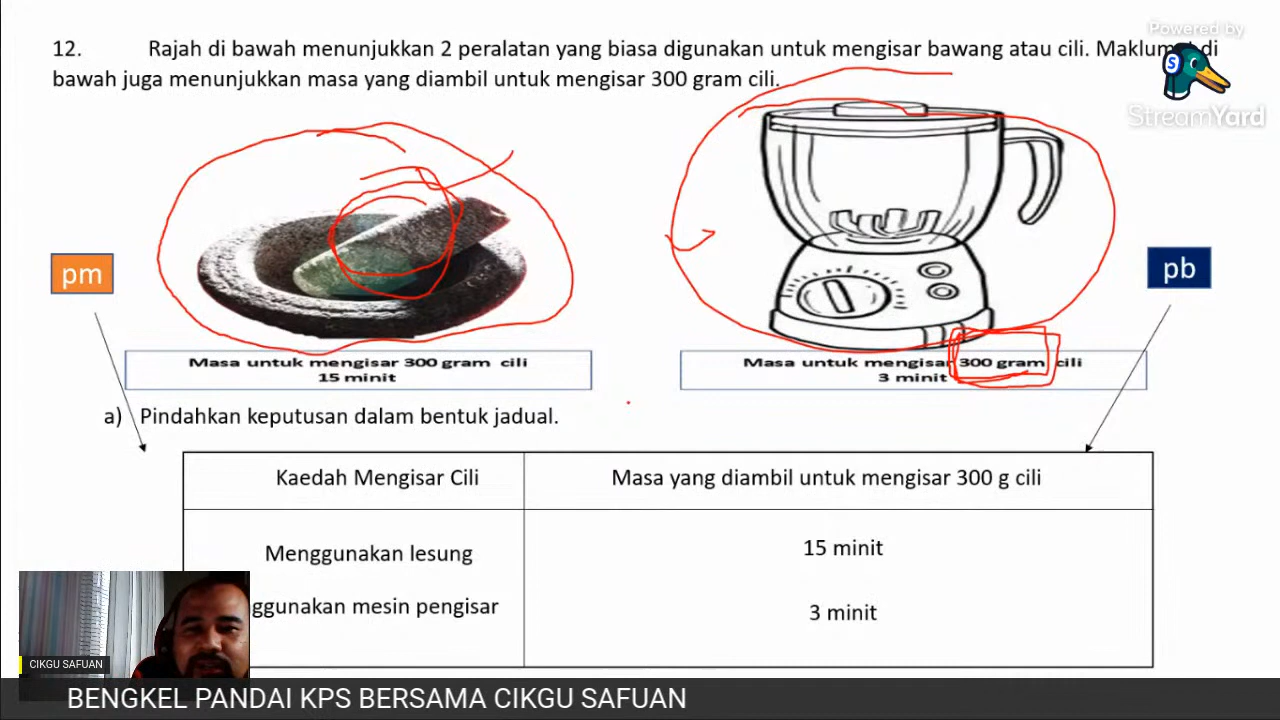 Powered by
StreamYard
12. Rajah di bawah menunjukkan 2 peralatan yang biasa digunakan untuk mengisar bawang atau cili. Maklumat di
bawah juga menunjukkan masa yang diambil untuk mengisar 300 gram cili.
S
pm
pb
Masa untuk mengisar 300 gram cili
15 minit
Masa untuk mengisar 300 gram cili
3 minit
a) Pindahkan keputusan dalam bentuk jadual.
Kaedah Mengisar Cili
Masa yang diambil untuk mengisar 300 g cili
Menggunakan lesung
15 minit
ggunakan mesin pengisar
3 minit
CIKGU SAFUAN
BENGKEL PANDAI KPS BERSAMA CIKGU SAFUAN